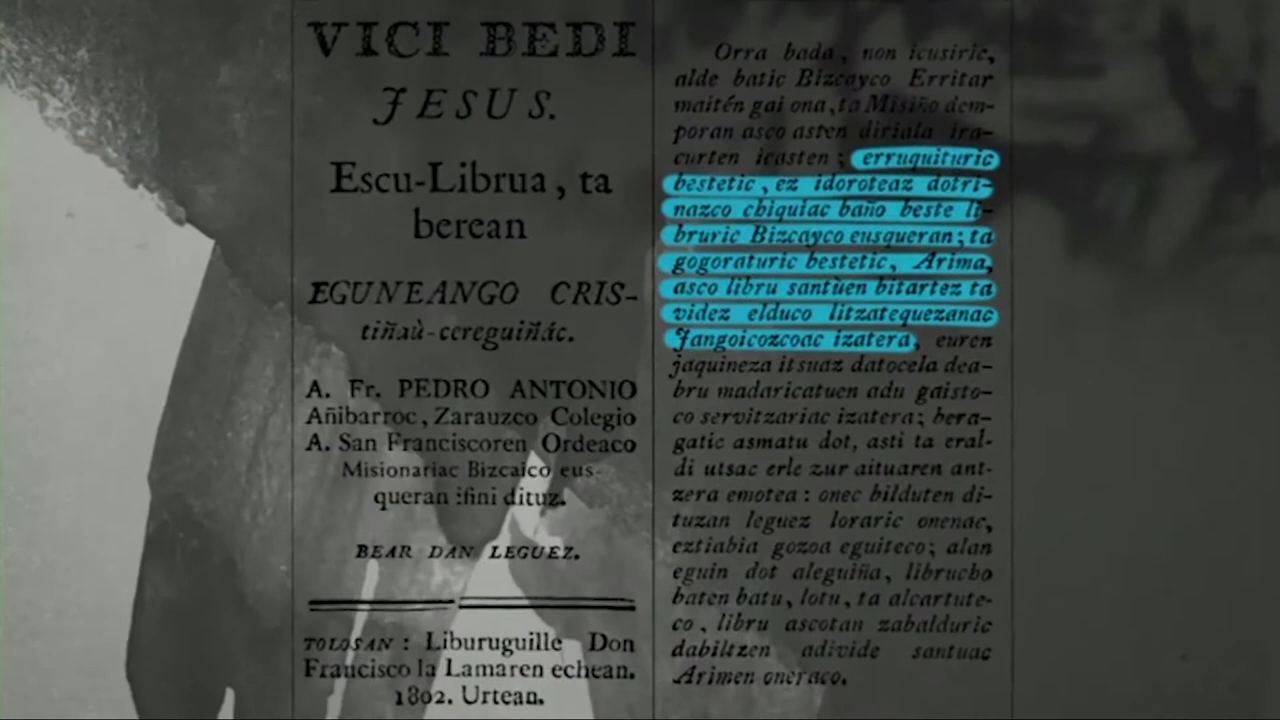 VICI BEDI
JESUS.
Escu-Librua, ta
berean
EGUNEANGO CRIS-
tiñaù-cereguiñác.
A. Fr. PEDRO ANTONIO
Añibarroc, Zarauzco Colegio
A. San Franciscoren Ordeaco
Misionariac Bizcaico eus-
queran ifini dituz.
BEAR DAN LEGUEZ.
TOLOSAN : Liburuguille Don
Francisco la Lamaren echean.
1802. Urtean.
Orra bada, non icusiric,
alde batic Bizcayco Erritar
maitén gai ona, ta Misiño dem-
poran asco asten diriala ira-
curten icasten ; erruquituric
bestetic, ez idoroteaz dotri-
nazco chiquiac baño beste li-
bruric Bizcayco eusqueran; ta
gogoraturic bestetic, Arima,
asco libru santùen bitartez ta
videz elduco litzatequezanac
Jangoicozcoac izatera, euren
jaquineza itsuaz datocela dea-
bru madaricatuen adu gaisto-
co servitzariac izatera; bera-
gatic asmatu dot, asti ta eral-
di utsac erle zur aituaren ant-
zera emotea : onec bilduten di-
tuzan leguez loraric onenac,
eztiabia gozoa eguiteco; alan
eguin dot aleguiña, librucho
baten batu, lotu, ta alcartute-
co, libru ascotan zabalduric
dabiltzen adivide santuac
Arimen oneraco.